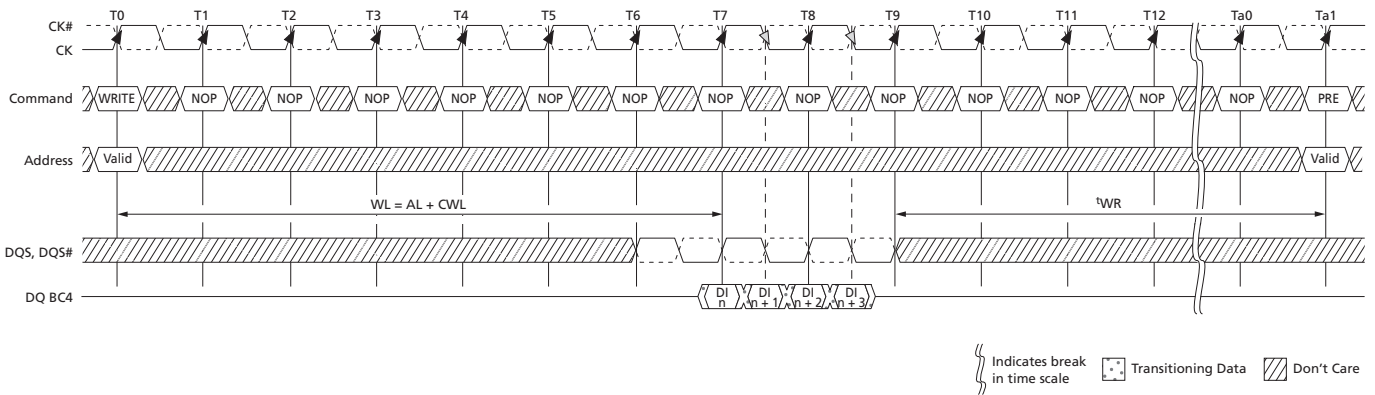 T0 T1 T2 T3 T4 T5 T6 T7 T8 T9 T10 T11 T12 Ta0 Ta1
CK#
CK
Command WRITE NOP NOP NOP NOP NOP NOP NOP NOP NOP NOP NOP NOP NOP PRE
Address Valid Valid
WL = AL + CWL tWR
DQS, DQS#
DQ BC4 DI n DI n + 1 DI n + 2 DI n + 3
Indicates break
in time scale
Transitioning Data
Don't Care